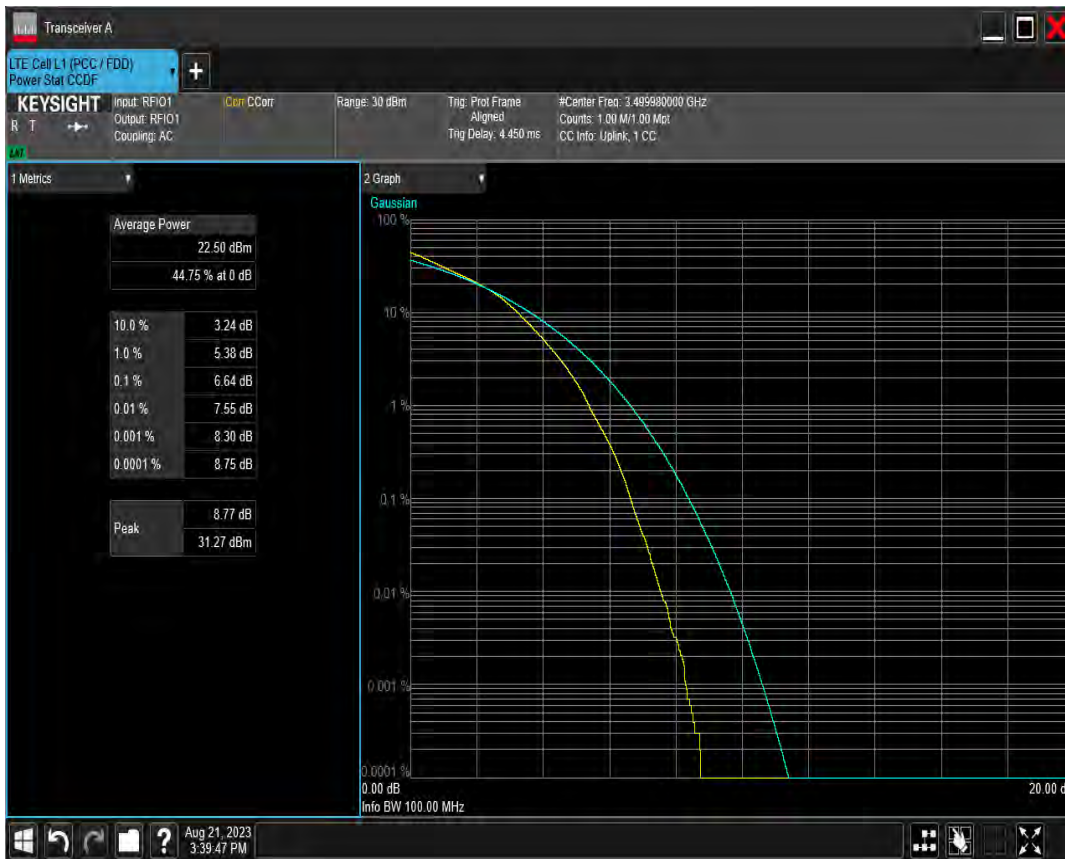 Transceiver A
LTE Cell L1 (PCC / FDD)
Power Stat CCDF
+
KEYSIGHT
R T
LXI
Input: RFIO1
Output: RFIO1
Coupling: AC
Corr CCorr
Range: 30 dBm
Trig: Prot Frame
Aligned
Trig Delay: 4.450 ms
#Center Freq: 3.499980000 GHz
Counts: 1.00 M/1.00 Mpt
CC Info: Uplink, 1 CC
1 Metrics
Average Power
22.50 dBm
44.75 % at 0 dB
10.0 % 3.24 dB
1.0 % 5.38 dB
0.1 % 6.64 dB
0.01 % 7.55 dB
0.001 % 8.30 dB
0.0001 % 8.75 dB
Peak
8.77 dB
31.27 dBm
2 Graph
Gaussian
100 %
10 %
1 %
0.1 %
0.01 %
0.001 %
0.0001 %
0.00 dB
20.00 d
Info BW 100.00 MHz
?
Aug 21, 2023
3:39:47 PM